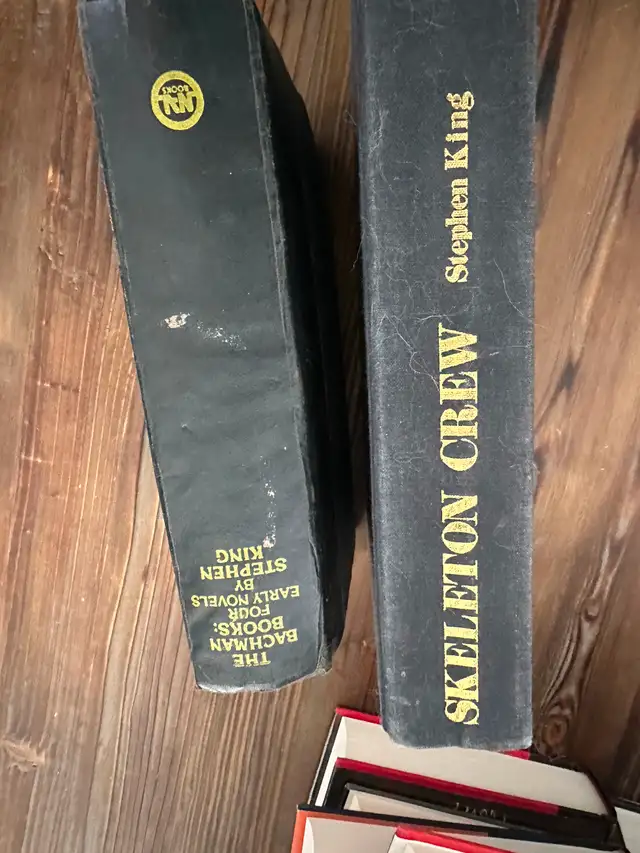 THE
BACHMAN
BOOKS:
FOUR
EARLY NOVELS
BY
STEPHEN
KING
NAL
BOOKS
SKELETON CREW Stephen King